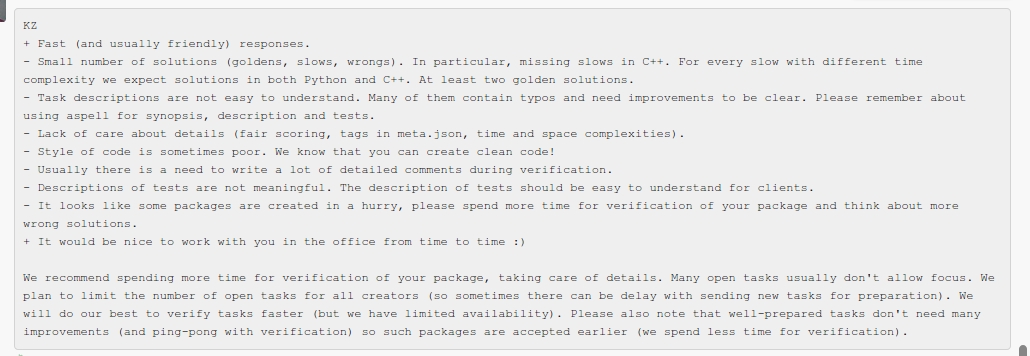 KZ
+ Fast (and usually friendly) responses.
- Small number of solutions (goldens, slows, wrongs). In particular, missing slows in C++. For every slow with different time
complexity we expect solutions in both Python and C++. At least two golden solutions.
- Task descriptions are not easy to understand. Many of them contain typos and need improvements to be clear. Please remember about
using aspell for synopsis, description and tests.
- Lack of care about details (fair scoring, tags in meta.json, time and space complexities).
- Style of code is sometimes poor. We know that you can create clean code!
- Usually there is a need to write a lot of detailed comments during verification.
- Descriptions of tests are not meaningful. The description of tests should be easy to understand for clients.
- It looks like some packages are created in a hurry, please spend more time for verification of your package and think about more
wrong solutions.
+ It would be nice to work with you in the office from time to time :)
We recommend spending more time for verification of your package, taking care of details. Many open tasks usually don't allow focus. We
plan to limit the number of open tasks for all creators (so sometimes there can be delay with sending new tasks for preparation). We
will do our best to verify tasks faster (but we have limited availability). Please also note that well-prepared tasks don't need many
improvements (and ping-pong with verification) so such packages are accepted earlier (we spend less time for verification).